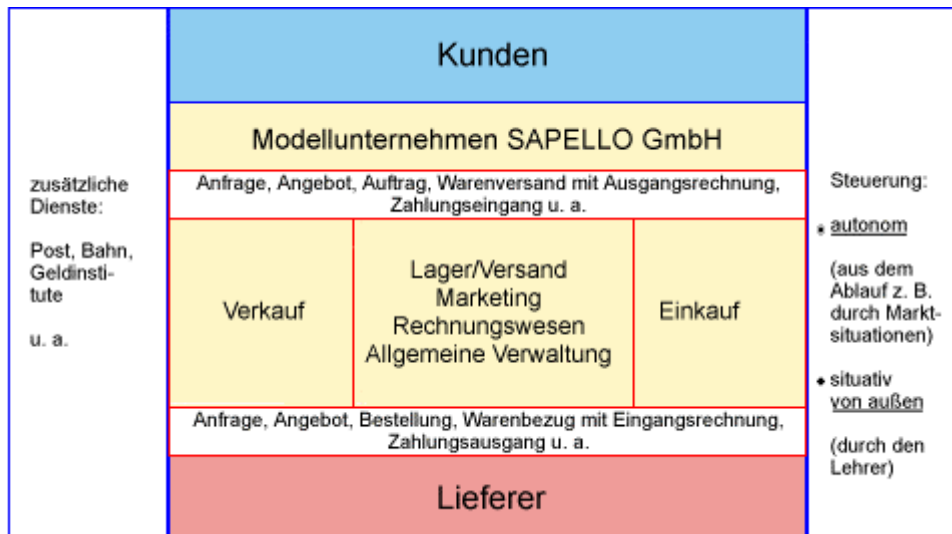 Kunden
Modellunternehmen SAPELLO GmbH
Anfrage, Angebot, Auftrag, Warenversand mit Ausgangsrechnung,
Zahlungseingang u. a.
zusätzliche
Dienste:
Post, Bahn,
Geldinsti-
tute
u. a.
Verkauf
Lager/Versand
Marketing
Rechnungswesen
Allgemeine Verwaltung
Einkauf
Steuerung:
• autonom
(aus dem
Ablauf z. B.
durch Markt-
situationen)
• situativ
von außen
(durch den
Lehrer)
Anfrage, Angebot, Bestellung, Warenbezug mit Eingangsrechnung,
Zahlungsausgang u. a.
Lieferer